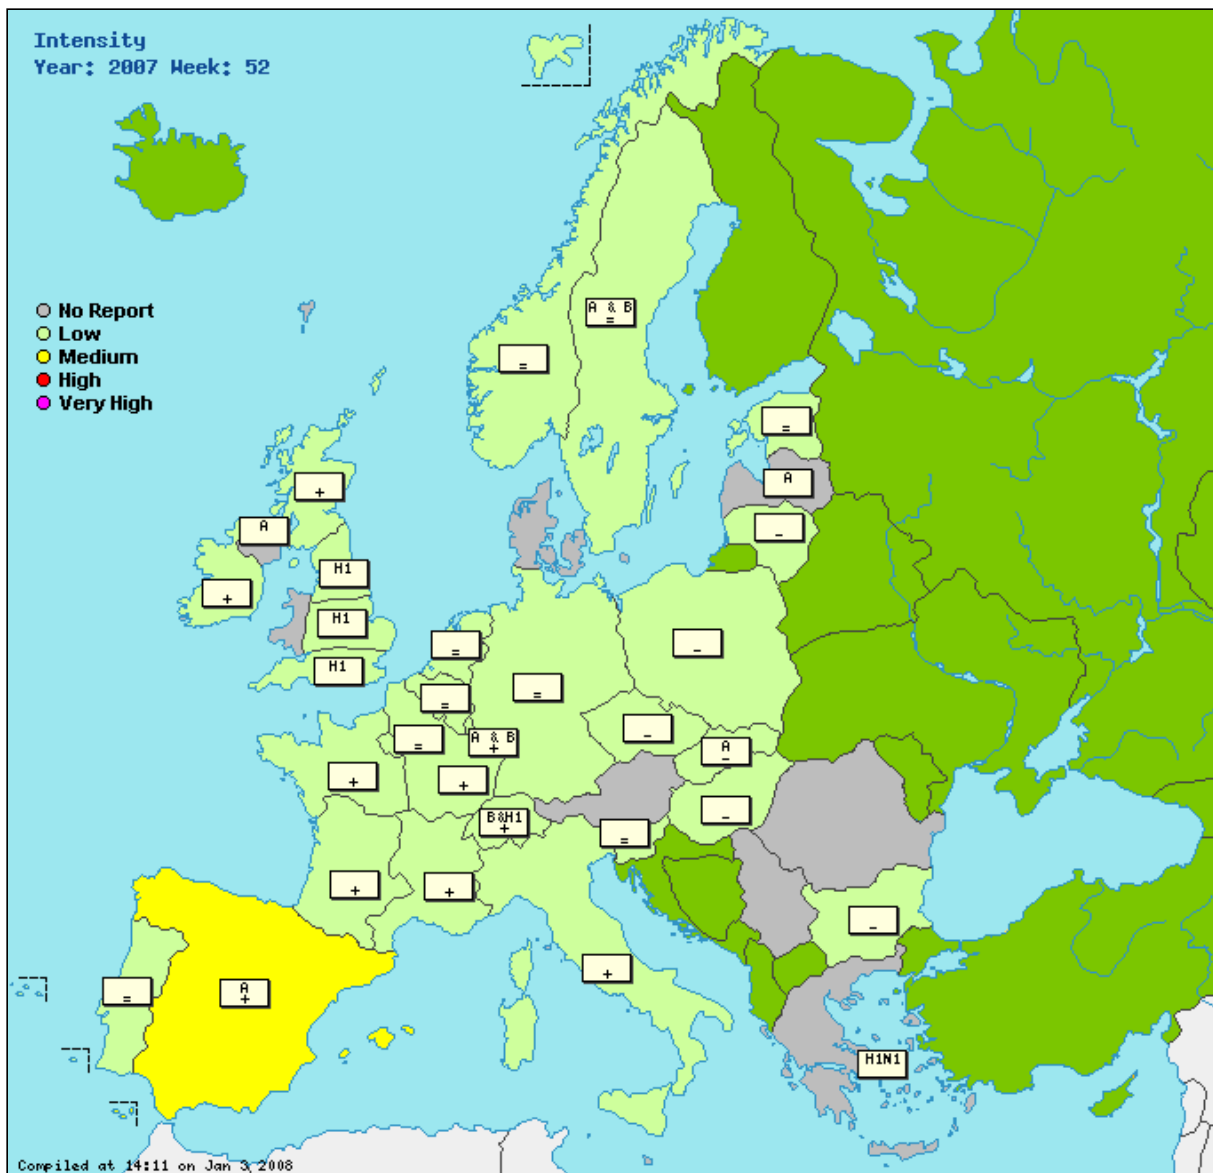 Intensity
Year: 2007 Week: 52
No Report
Low
Medium
High
Very High
A & B
=
=
=
A
-
+
A
+
H1
H1
H1
=
-
=
=
=
A & B
+
-
A
-
+
+
-
B&H1
+
=
+
+
-
+
=
A
+
H1N1
Compiled at 14:11 on Jan 3 2008